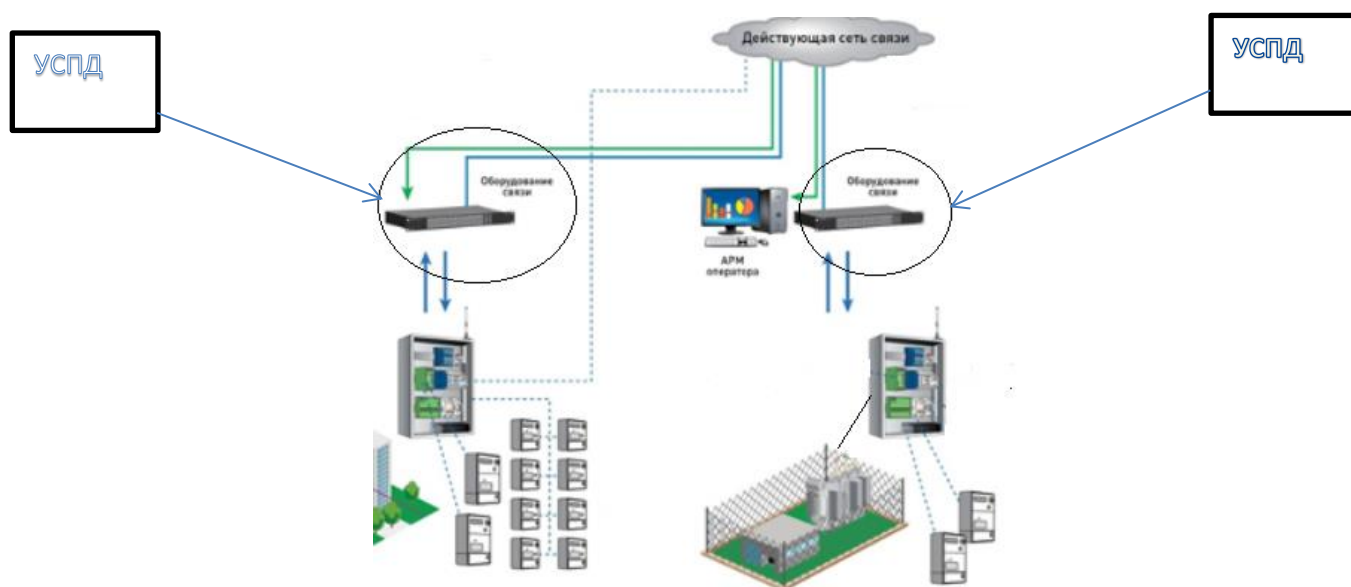 УСПД
Действующая сеть связи
УСПД
Оборудование
связи
Оборудование
связи
АРМ
оператора